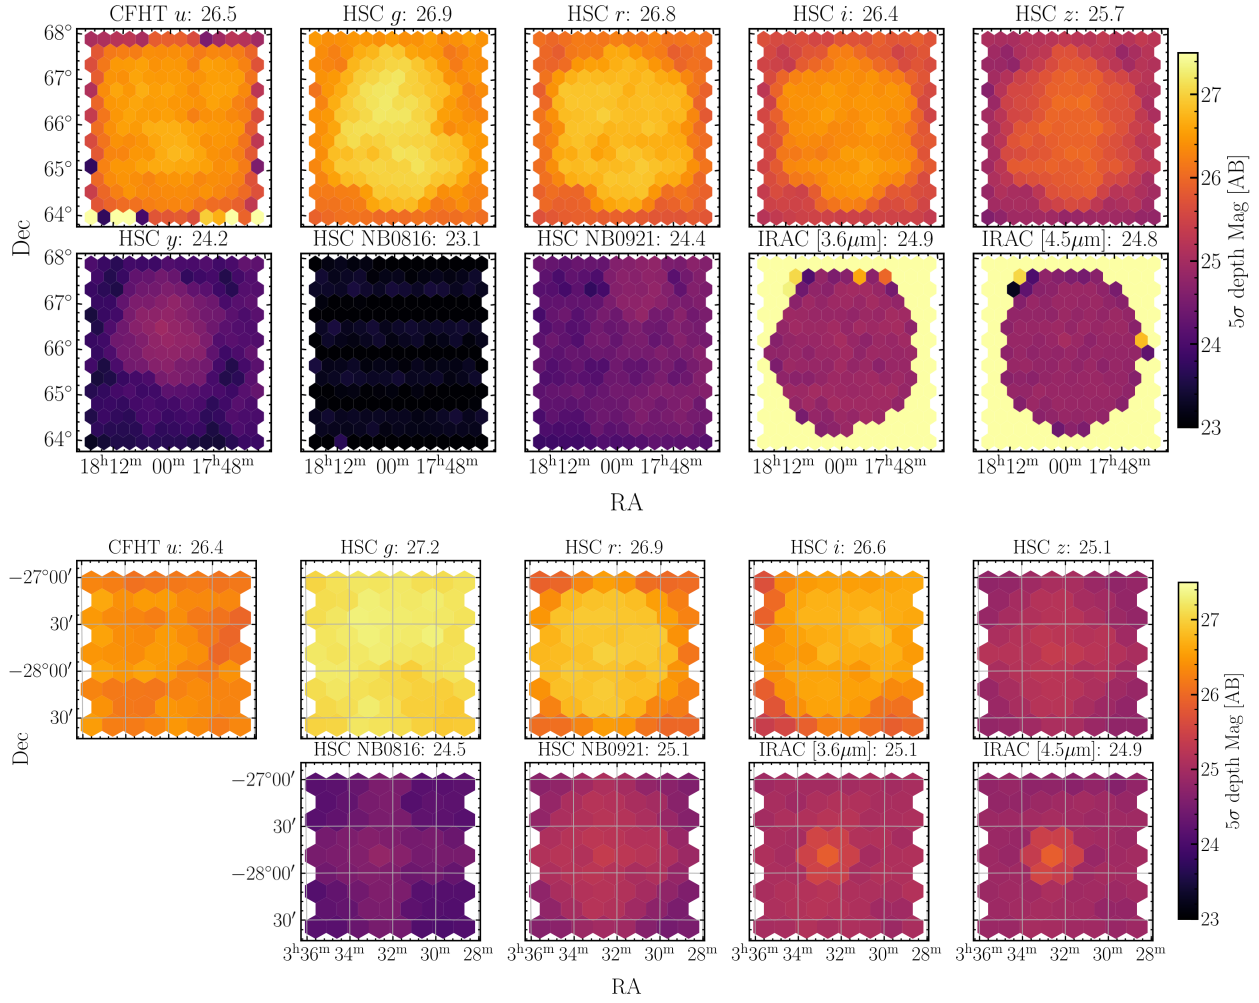 CFHT u: 26.5 HSC g: 26.9 HSC r: 26.8 HSC i: 26.4 HSC z: 25.7
68°
67°
66°
65°
64°
27
26
25
24
23
5σ depth Mag [AB]
Dec
HSC y: 24.2 HSC NB0816: 23.1 HSC NB0921: 24.4 IRAC [3.6μm]: 24.9 IRAC [4.5μm]: 24.8
68°
67°
66°
65°
64°
18ʰ12ᵐ 00ᵐ 17ʰ48ᵐ 18ʰ12ᵐ 00ᵐ 17ʰ48ᵐ 18ʰ12ᵐ 00ᵐ 17ʰ48ᵐ 18ʰ12ᵐ 00ᵐ 17ʰ48ᵐ 18ʰ12ᵐ 00ᵐ 17ʰ48ᵐ
RA
CFHT u: 26.4 HSC g: 27.2 HSC r: 26.9 HSC i: 26.6 HSC z: 25.1
−27°00′
30′
−28°00′
30′
27
26
25
24
23
5σ depth Mag [AB]
Dec
HSC NB0816: 24.5 HSC NB0921: 25.1 IRAC [3.6μm]: 25.1 IRAC [4.5μm]: 24.9
−27°00′
30′
−28°00′
30′
3ʰ36ᵐ 34ᵐ 32ᵐ 30ᵐ 28ᵐ 3ʰ36ᵐ 34ᵐ 32ᵐ 30ᵐ 28ᵐ 3ʰ36ᵐ 34ᵐ 32ᵐ 30ᵐ 28ᵐ 3ʰ36ᵐ 34ᵐ 32ᵐ 30ᵐ 28ᵐ
RA